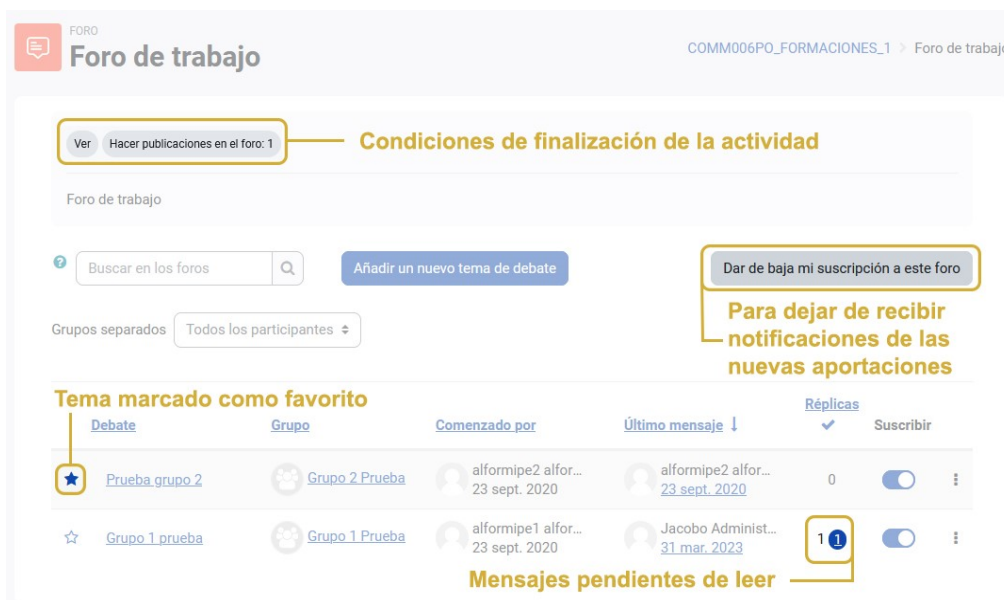 FORO
Foro de trabajo
COMM006PO_FORMACIONES_1 > Foro de trabajo
Ver Hacer publicaciones en el foro: 1 Condiciones de finalización de la actividad
Foro de trabajo
Buscar en los foros Añadir un nuevo tema de debate Dar de baja mi suscripción a este foro
Para dejar de recibir
notificaciones de las
nuevas aportaciones
Grupos separados Todos los participantes
Tema marcado como favorito
Debate Grupo Comenzado por Último mensaje ↓ Réplicas Suscribir
Prueba grupo 2 Grupo 2 Prueba alformipe2 alfor... alformipe2 alfor... 0
23 sept. 2020 23 sept. 2020
Grupo 1 prueba Grupo 1 Prueba alformipe1 alfor... Jacobo Administ... 1 1
23 sept. 2020 31 mar. 2023
Mensajes pendientes de leer